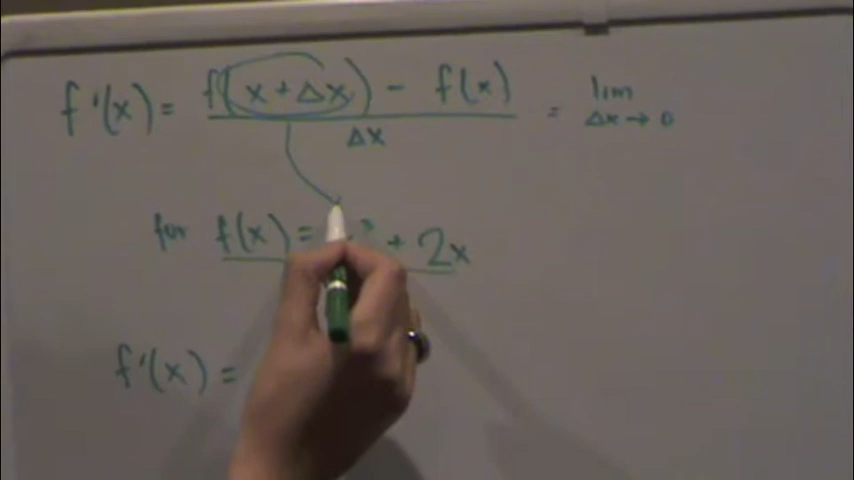 f'(x) = f(x + Δx) - f(x) / Δx = lim Δx → 0
for f(x) = + 2x
f'(x) =